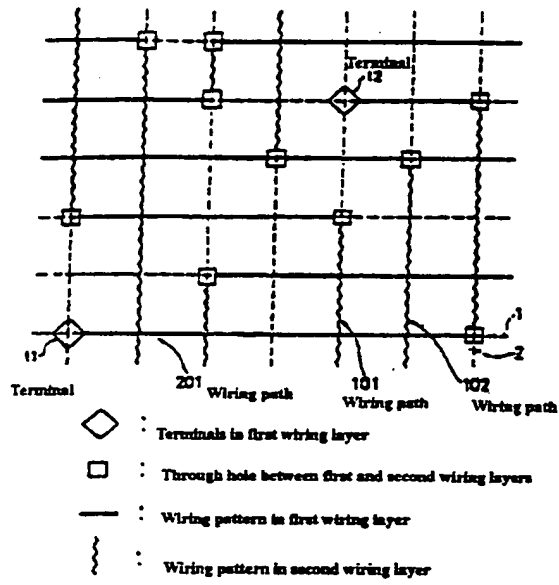 Terminal
t2
1
t1
2
201
101
102
Terminal
Wiring path
Wiring path
Wiring path
: Terminals in first wiring layer
: Through hole between first and second wiring layers
: Wiring pattern in first wiring layer
: Wiring pattern in second wiring layer